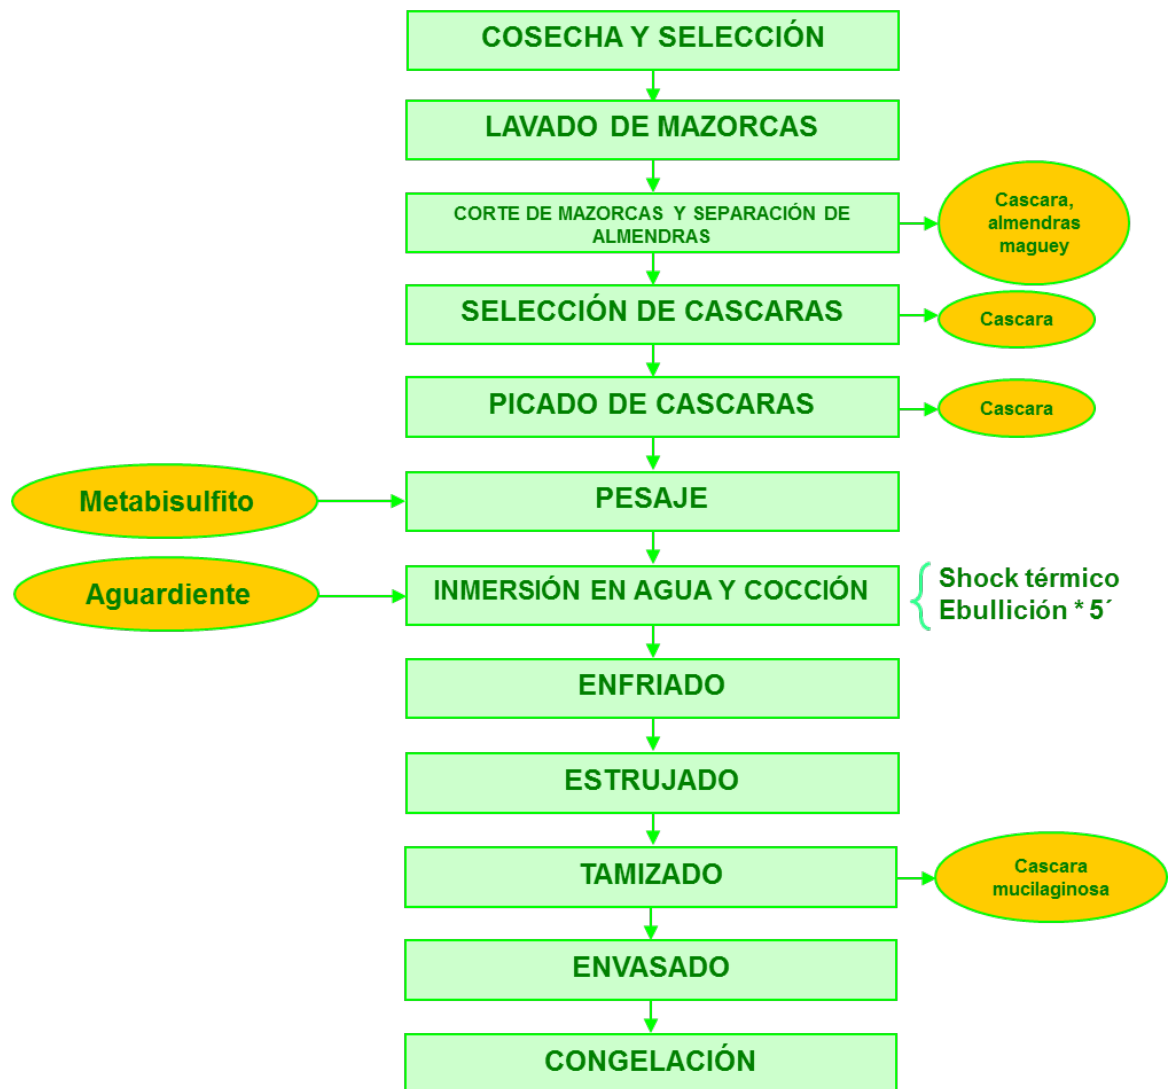 COSECHA Y SELECCIÓN
LAVADO DE MAZORCAS
CORTE DE MAZORCAS Y SEPARACIÓN DE
ALMENDRAS
Cascara,
almendras
maguey
SELECCIÓN DE CASCARAS
Cascara
PICADO DE CASCARAS
Cascara
Metabisulfito
PESAJE
Aguardiente
INMERSIÓN EN AGUA Y COCCIÓN
Shock térmico
Ebullición * 5´
ENFRIADO
ESTRUJADO
TAMIZADO
Cascara
mucilaginosa
ENVASADO
CONGELACIÓN